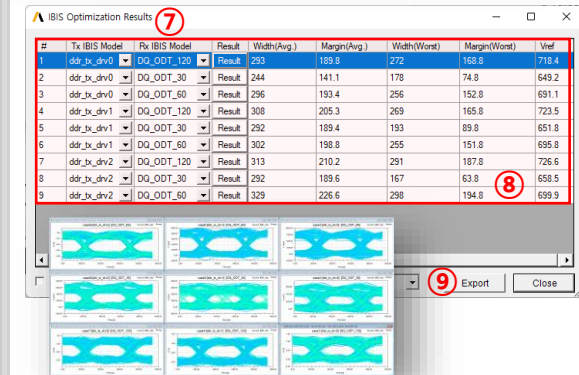 IBIS Optimization Results ⑦
# Tx IBIS Model Rx IBIS Model Result Width(Avg.) Margin(Avg.) Width(Worst) Margin(Worst) Vref
1 ddr_tx_drv0 DQ_ODT_120 Result 293 189.8 272 168.8 718.4
2 ddr_tx_drv0 DQ_ODT_30 Result 244 141.1 178 74.8 649.2
3 ddr_tx_drv0 DQ_ODT_60 Result 296 193.4 256 152.8 691.1
4 ddr_tx_drv1 DQ_ODT_120 Result 308 205.3 269 165.8 723.5
5 ddr_tx_drv1 DQ_ODT_30 Result 292 189.4 193 89.8 651.8
6 ddr_tx_drv1 DQ_ODT_60 Result 302 198.8 255 151.8 695.8
7 ddr_tx_drv2 DQ_ODT_120 Result 313 210.2 291 187.8 726.6
8 ddr_tx_drv2 DQ_ODT_30 Result 292 189.6 167 63.8 658.5
9 ddr_tx_drv2 DQ_ODT_60 Result 329 226.6 298 194.8 699.9
⑧
⑨ Export Close